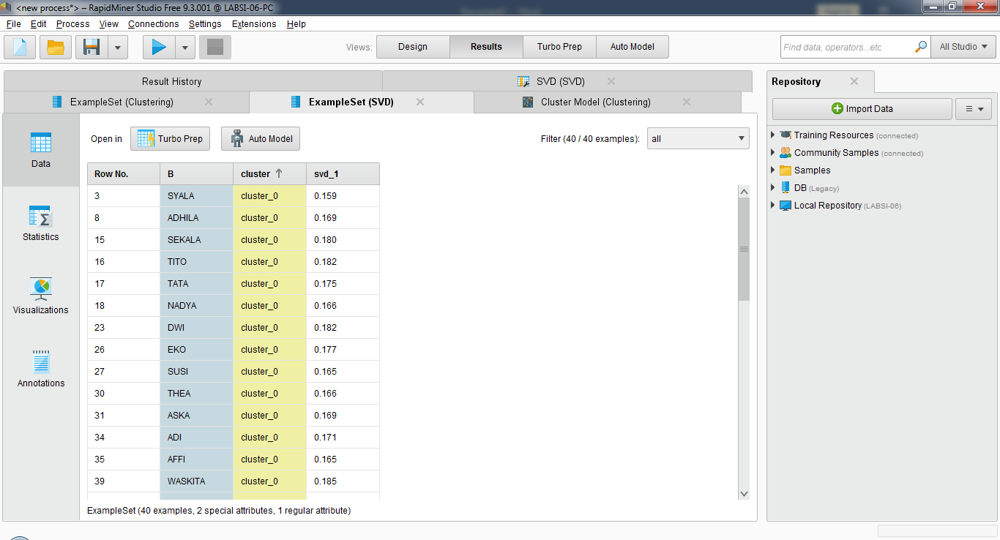 <new process*> – RapidMiner Studio Free 9.3.001 @ LABSI-06-PC
File Edit Process View Connections Settings Extensions Help
Views: Design Results Turbo Prep Auto Model
Find data, operators...etc All Studio
Result History SVD (SVD)
ExampleSet (Clustering) ExampleSet (SVD) Cluster Model (Clustering)
Data
Statistics
Visualizations
Annotations
Open in Turbo Prep Auto Model Filter (40 / 40 examples): all
Row No. B cluster svd_1
3 SYALA cluster_0 0.159
8 ADHILA cluster_0 0.169
15 SEKALA cluster_0 0.180
16 TITO cluster_0 0.182
17 TATA cluster_0 0.175
18 NADYA cluster_0 0.166
23 DWI cluster_0 0.182
26 EKO cluster_0 0.177
27 SUSI cluster_0 0.165
30 THEA cluster_0 0.166
31 ASKA cluster_0 0.169
34 ADI cluster_0 0.171
35 AFFI cluster_0 0.165
39 WASKITA cluster_0 0.185
ExampleSet (40 examples, 2 special attributes, 1 regular attribute)
Repository
Import Data
Training Resources (connected)
Community Samples (connected)
Samples
DB (Legacy)
Local Repository (LABSI-06)